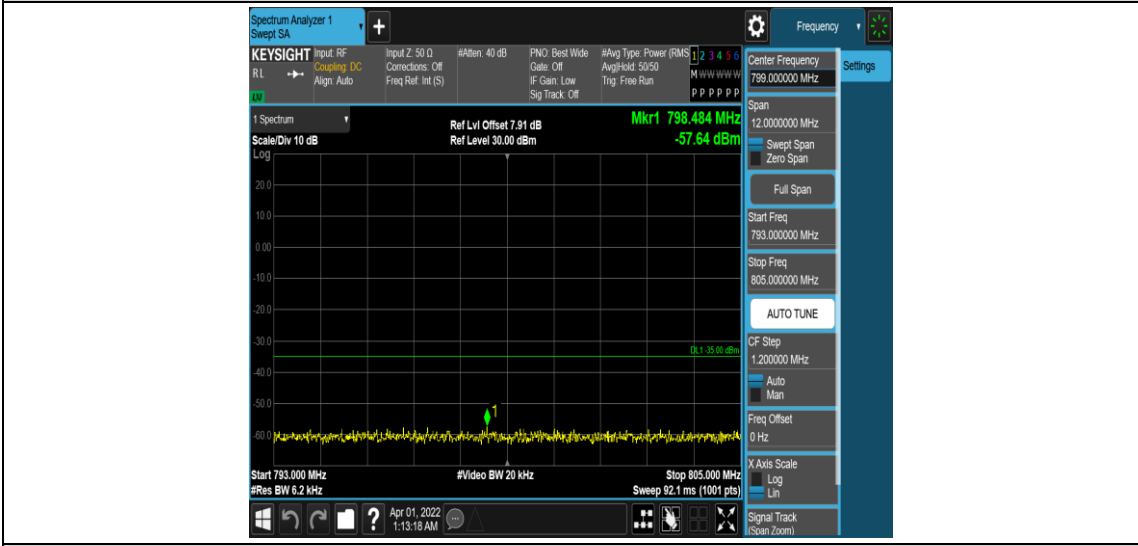 Spectrum Analyzer 1
Swept SA
+
Frequency
KEYSIGHT
RL
Input: RF
Coupling: DC
Align: Auto
Input Z: 50 Ω
Corrections: Off
Freq Ref: Int (S)
#Atten: 40 dB
PNO: Best Wide
Gate: Off
IF Gain: Low
Sig Track: Off
#Avg Type: Power (RMS
Avg|Hold: 50/50
Trig: Free Run
1 2 3 4 5 6
M W W W W W
P P P P P P
1 Spectrum
Scale/Div 10 dB
Log
Ref Lvl Offset 7.91 dB
Ref Level 30.00 dBm
Mkr1 798.484 MHz
-57.64 dBm
20.0
10.0
0.00
-10.0
-20.0
-30.0
DL1 -35.00 dBm
-40.0
-50.0
1
-60.0
Start 793.000 MHz
#Video BW 20 kHz
Stop 805.000 MHz
#Res BW 6.2 kHz
Sweep 92.1 ms (1001 pts)
?
Apr 01, 2022
1:13:18 AM
Settings
Center Frequency
799.000000 MHz
Span
12.0000000 MHz
Swept Span
Zero Span
Full Span
Start Freq
793.000000 MHz
Stop Freq
805.000000 MHz
AUTO TUNE
CF Step
1.200000 MHz
Auto
Man
Freq Offset
0 Hz
X Axis Scale
Log
Lin
Signal Track
(Span Zoom)